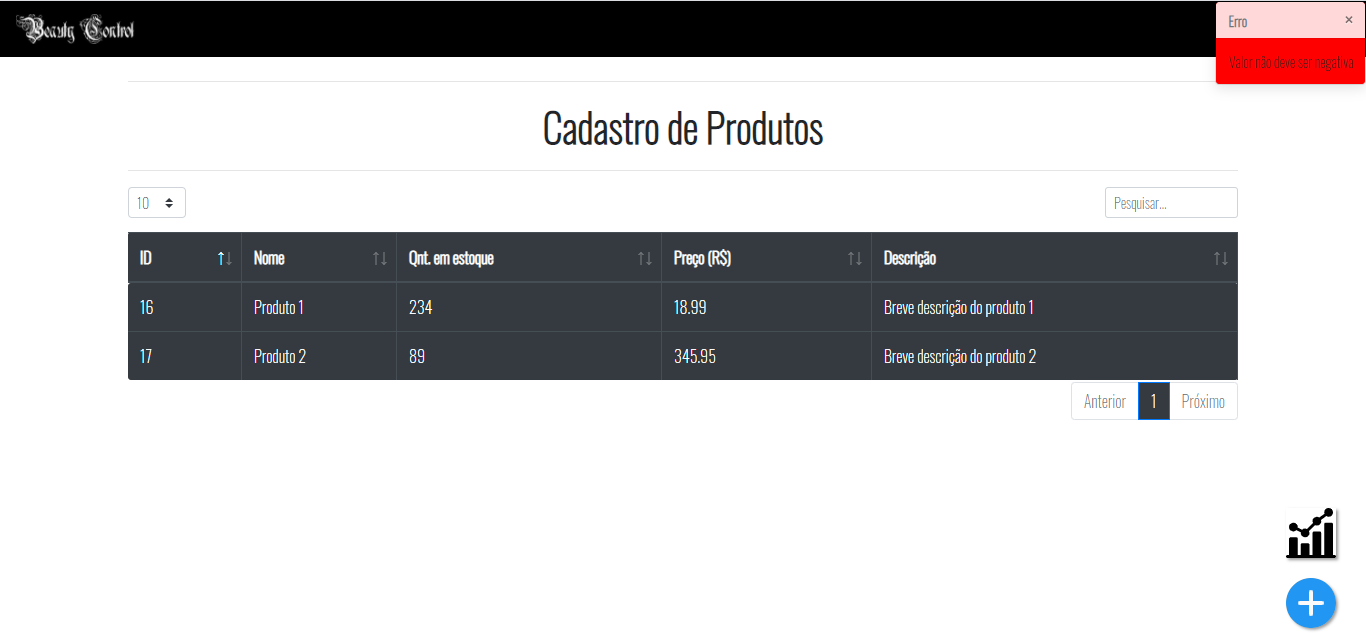 Beauty Control
Erro ×
Valor não deve ser negativa
Cadastro de Produtos
10 Pesquisar...
ID Nome Qnt. em estoque Preço (R$) Descrição
16 Produto 1 234 18.99 Breve descrição do produto 1
17 Produto 2 89 345.95 Breve descrição do produto 2
Anterior 1 Próximo